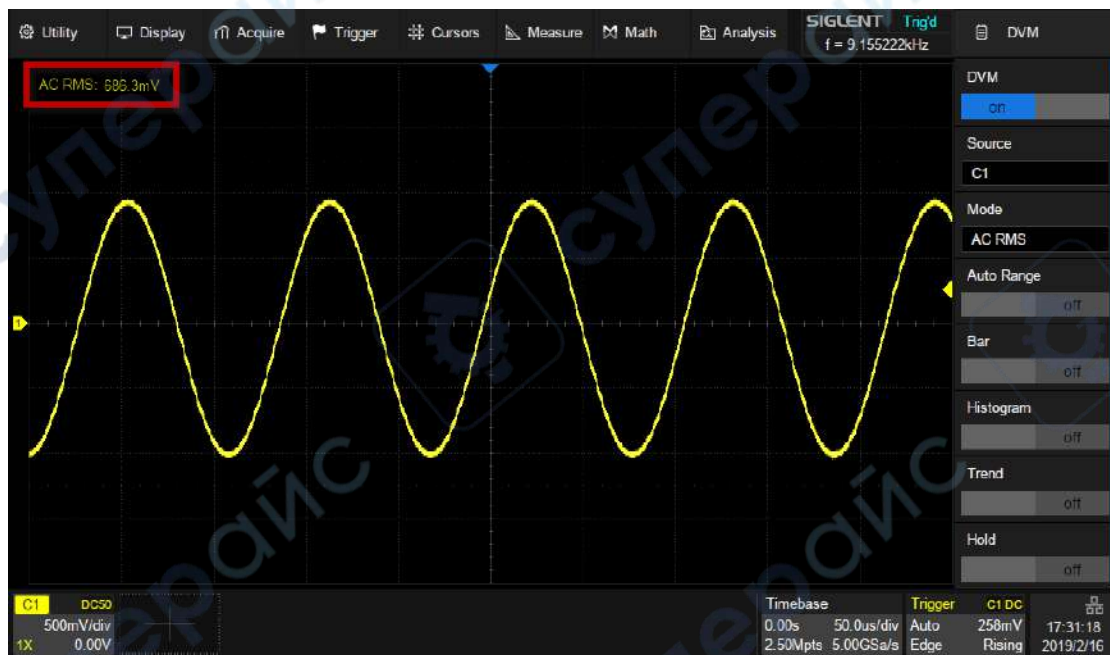 Utility Display Acquire Trigger Cursors Measure Math Analysis
SIGLENT Trig'd
f = 9.155222kHz
DVM
AC RMS: 686.3mV
DVM
on
Source
C1
Mode
AC RMS
Auto Range
off
Bar
off
Histogram
off
Trend
off
Hold
off
1
C1 DC50
500mV/div
1X 0.00V
Timebase
0.00s 50.0us/div
2.50Mpts 5.00GSa/s
Trigger C1 DC
Auto 258mV
Edge Rising
17:31:18
2019/2/16
суперайс